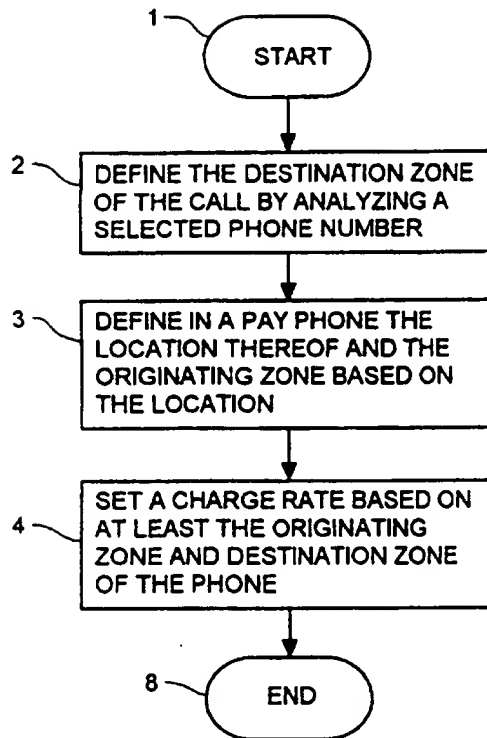 1
START
2
DEFINE THE DESTINATION ZONE
OF THE CALL BY ANALYZING A
SELECTED PHONE NUMBER
3
DEFINE IN A PAY PHONE THE
LOCATION THEREOF AND THE
ORIGINATING ZONE BASED ON
THE LOCATION
4
SET A CHARGE RATE BASED ON
AT LEAST THE ORIGINATING
ZONE AND DESTINATION ZONE
OF THE PHONE
8
END